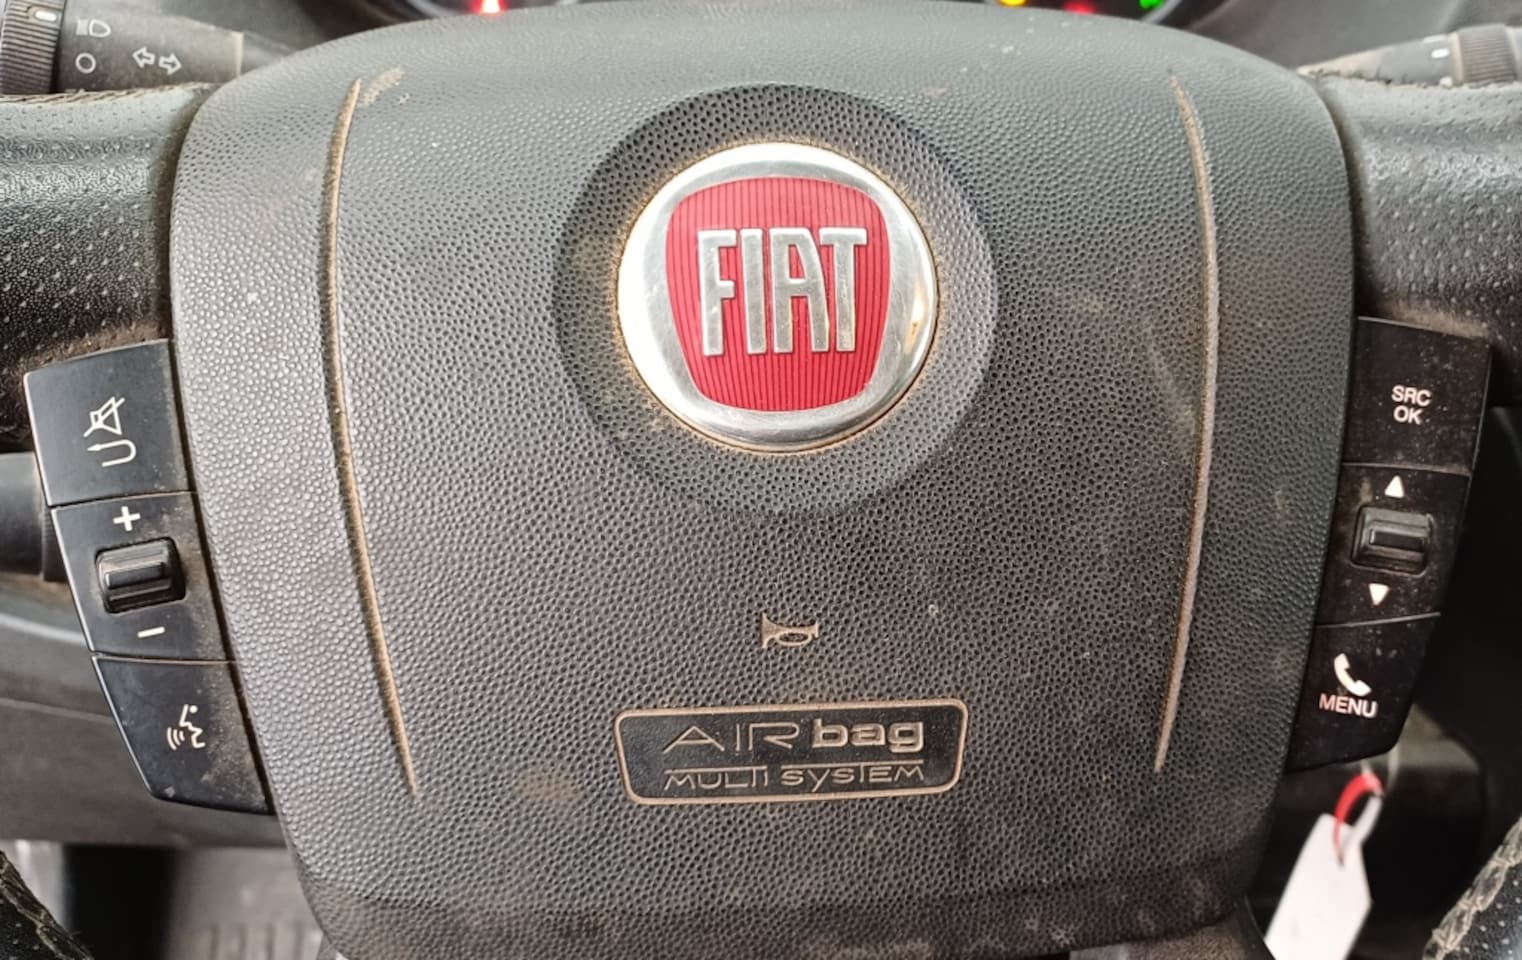 FIAT
SRC
OK
+
−
MENU
AIRbag
MULTI SYSTEM